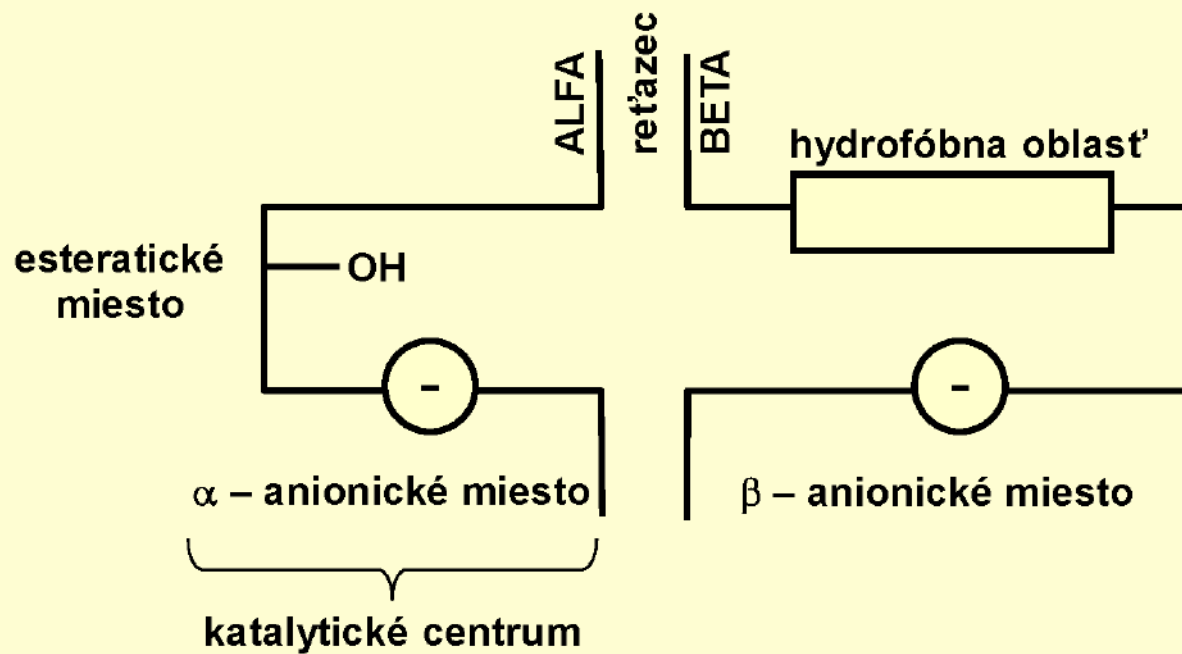 ALFA
reťazec
BETA
hydrofóbna oblasť
esteratické
miesto
OH
-
-
α – anionické miesto
β – anionické miesto
katalytické centrum